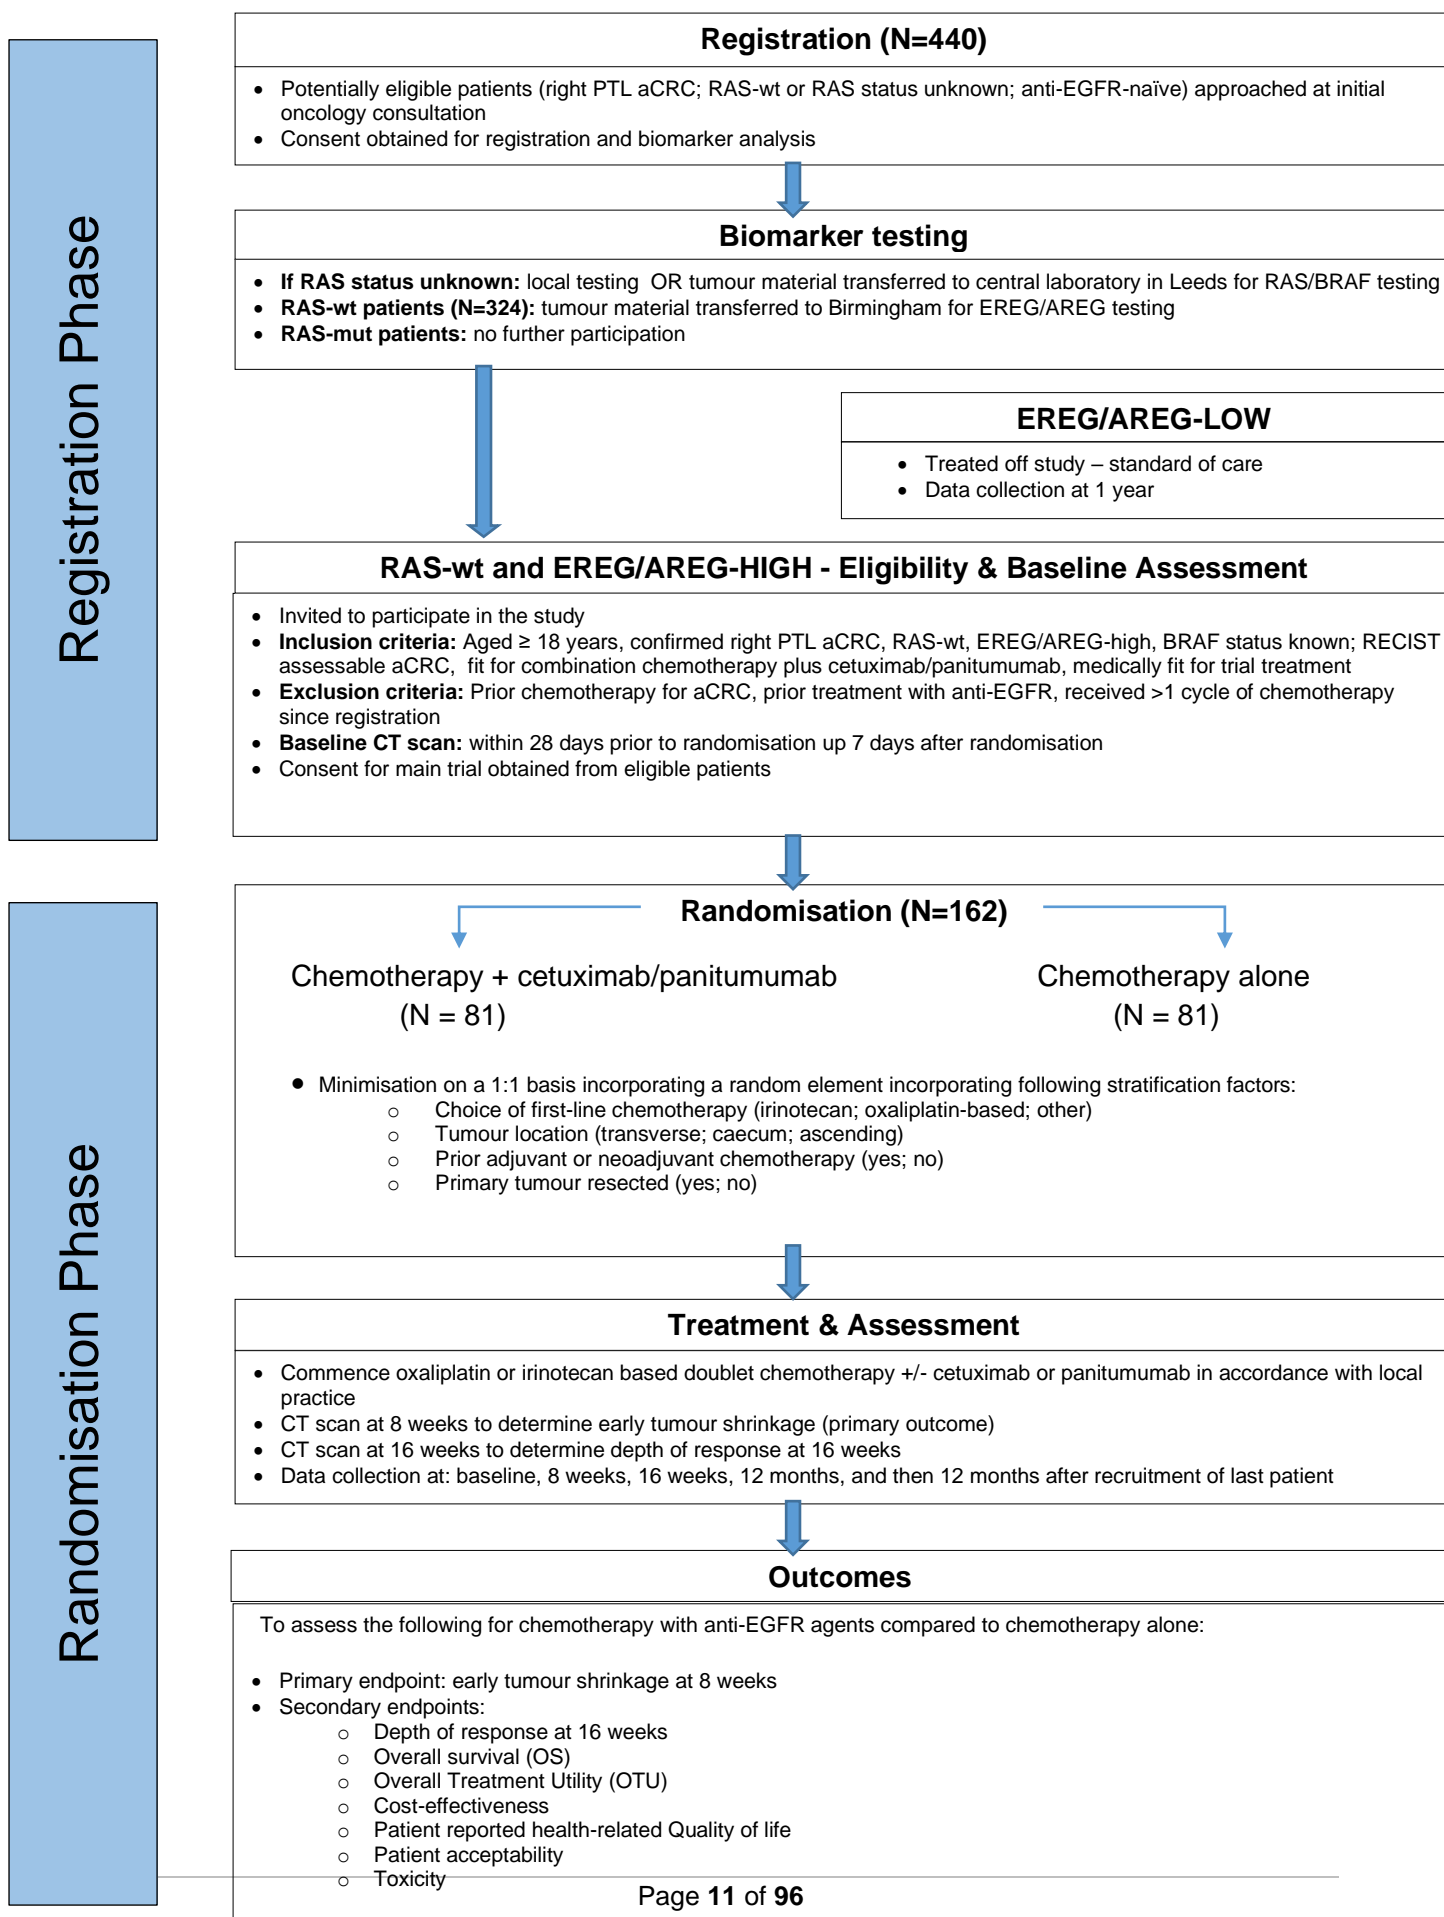 Registration Phase
Registration (N=440)
• Potentially eligible patients (right PTL aCRC; RAS-wt or RAS status unknown; anti-EGFR-naïve) approached at initial
oncology consultation
• Consent obtained for registration and biomarker analysis
Biomarker testing
• If RAS status unknown: local testing OR tumour material transferred to central laboratory in Leeds for RAS/BRAF testing
• RAS-wt patients (N=324): tumour material transferred to Birmingham for EREG/AREG testing
• RAS-mut patients: no further participation
EREG/AREG-LOW
• Treated off study – standard of care
• Data collection at 1 year
RAS-wt and EREG/AREG-HIGH - Eligibility & Baseline Assessment
• Invited to participate in the study
• Inclusion criteria: Aged ≥ 18 years, confirmed right PTL aCRC, RAS-wt, EREG/AREG-high, BRAF status known; RECIST
assessable aCRC, fit for combination chemotherapy plus cetuximab/panitumumab, medically fit for trial treatment
• Exclusion criteria: Prior chemotherapy for aCRC, prior treatment with anti-EGFR, received >1 cycle of chemotherapy
since registration
• Baseline CT scan: within 28 days prior to randomisation up 7 days after randomisation
• Consent for main trial obtained from eligible patients
Randomisation Phase
Randomisation (N=162)
Chemotherapy + cetuximab/panitumumab
(N = 81)
Chemotherapy alone
(N = 81)
• Minimisation on a 1:1 basis incorporating a random element incorporating following stratification factors:
o Choice of first-line chemotherapy (irinotecan; oxaliplatin-based; other)
o Tumour location (transverse; caecum; ascending)
o Prior adjuvant or neoadjuvant chemotherapy (yes; no)
o Primary tumour resected (yes; no)
Treatment & Assessment
• Commence oxaliplatin or irinotecan based doublet chemotherapy +/- cetuximab or panitumumab in accordance with local
practice
• CT scan at 8 weeks to determine early tumour shrinkage (primary outcome)
• CT scan at 16 weeks to determine depth of response at 16 weeks
• Data collection at: baseline, 8 weeks, 16 weeks, 12 months, and then 12 months after recruitment of last patient
Outcomes
To assess the following for chemotherapy with anti-EGFR agents compared to chemotherapy alone:
• Primary endpoint: early tumour shrinkage at 8 weeks
• Secondary endpoints:
o Depth of response at 16 weeks
o Overall survival (OS)
o Overall Treatment Utility (OTU)
o Cost-effectiveness
o Patient reported health-related Quality of life
o Patient acceptability
o Toxicity
Page 11 of 96